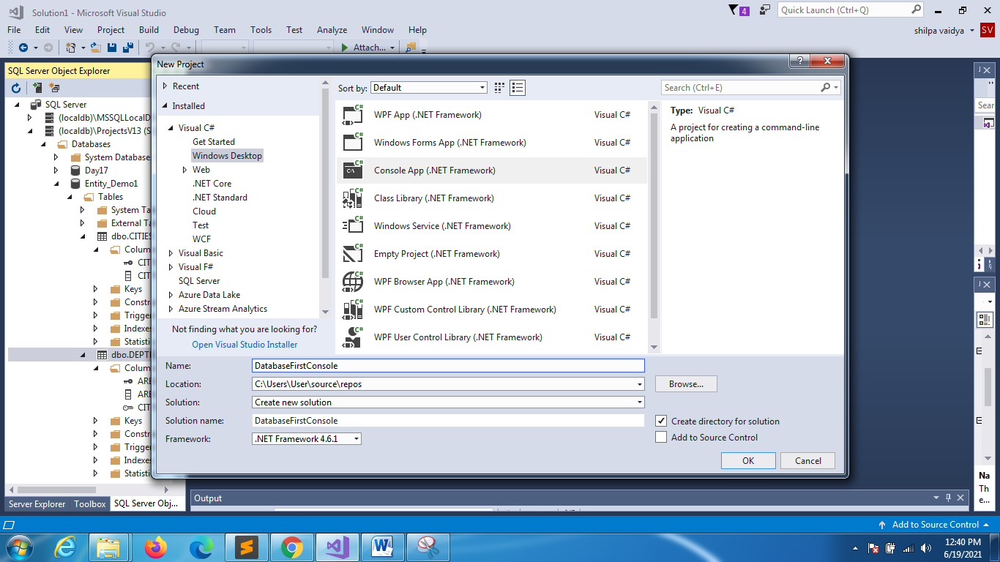 Solution1 - Microsoft Visual Studio
4
Quick Launch (Ctrl+Q)
File Edit View Project Build Debug Team Tools Test Analyze Window Help
shilpa vaidya
SV
Attach...
SQL Server Object Explorer
SQL Server
(localdb)\MSSQLLocalD
(localdb)\ProjectsV13 (S
Databases
System Database
Day17
Entity_Demo1
Tables
System Ta
External Ta
dbo.CITIES
Colum
CIT
CIT
Keys
Constr
Trigger
Indexe
Statisti
dbo.DEPT
Colum
ARE
ARE
CIT
Keys
Constr
Trigger
Indexe
Statisti
Server Explorer Toolbox SQL Server Obj...
New Project
Recent
Installed
Visual C#
Get Started
Windows Desktop
Web
.NET Core
.NET Standard
Cloud
Test
WCF
Visual Basic
Visual F#
SQL Server
Azure Data Lake
Azure Stream Analytics
Not finding what you are looking for?
Open Visual Studio Installer
Sort by: Default
Search (Ctrl+E)
WPF App (.NET Framework) Visual C#
Windows Forms App (.NET Framework) Visual C#
Console App (.NET Framework) Visual C#
Class Library (.NET Framework) Visual C#
Windows Service (.NET Framework) Visual C#
Empty Project (.NET Framework) Visual C#
WPF Browser App (.NET Framework) Visual C#
WPF Custom Control Library (.NET Framework) Visual C#
WPF User Control Library (.NET Framework) Visual C#
Type: Visual C#
A project for creating a command-line
application
Name: DatabaseFirstConsole
Location: C:\Users\User\source\repos
Browse...
Solution: Create new solution
Solution name: DatabaseFirstConsole
Create directory for solution
Framework: .NET Framework 4.6.1
Add to Source Control
OK Cancel
Sear
Na
Th
e...
Output
Add to Source Control
12:40 PM
6/19/2021